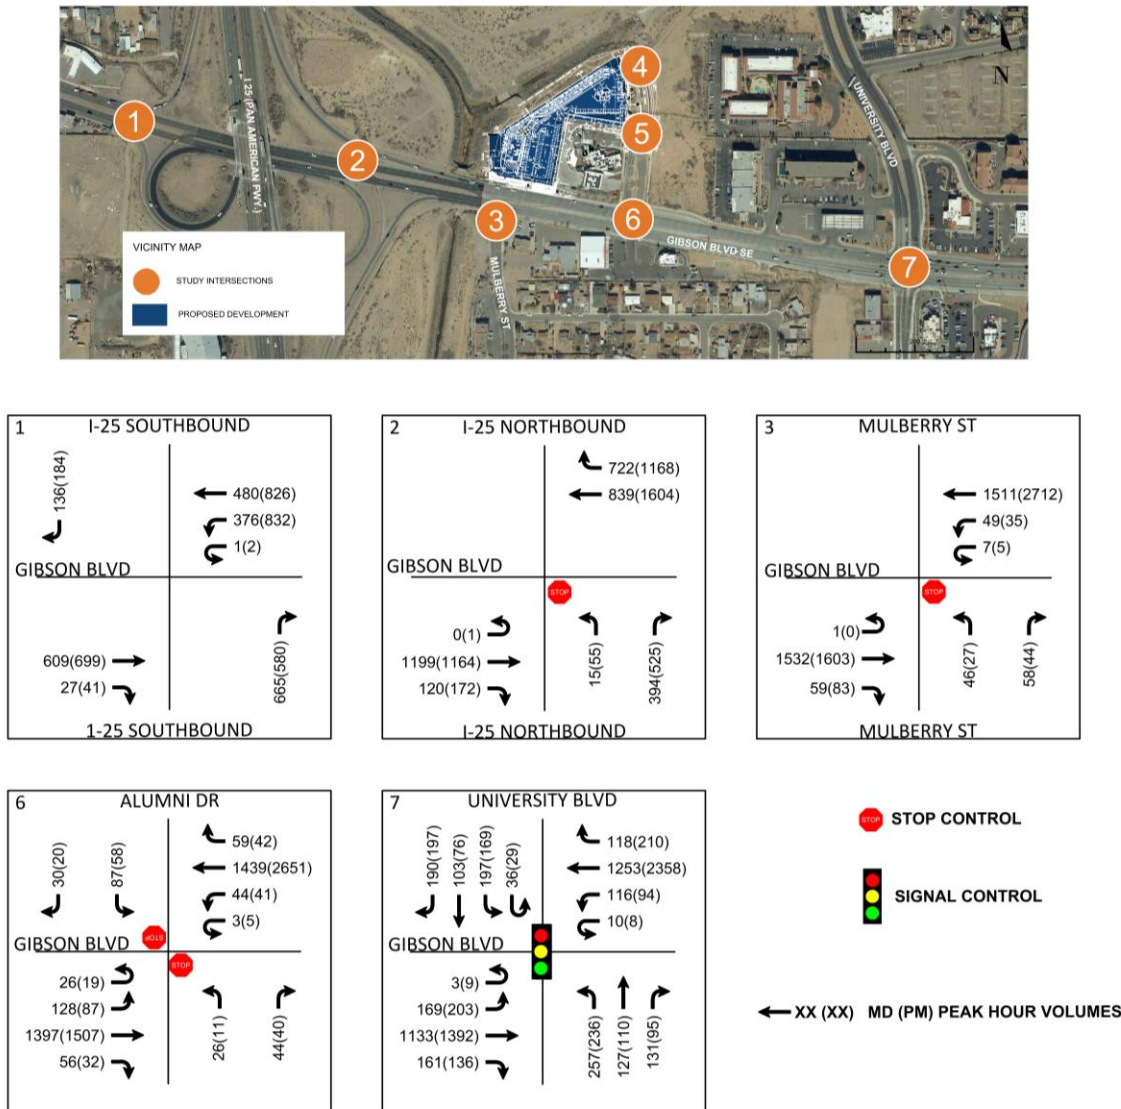 1
I 25 (PAN AMERICAN FWY.)
2
3
MULBERRY ST
4
5
6
GIBSON BLVD SE
UNIVERSITY BLVD
7
N
VICINITY MAP
STUDY INTERSECTIONS
PROPOSED DEVELOPMENT
1
I-25 SOUTHBOUND
136(184)
480(826)
376(832)
1(2)
GIBSON BLVD
609(699)
27(41)
665(580)
1-25 SOUTHBOUND
2
I-25 NORTHBOUND
722(1168)
839(1604)
GIBSON BLVD
STOP
0(1)
1199(1164)
120(172)
15(55)
394(525)
I-25 NORTHBOUND
3
MULBERRY ST
1511(2712)
49(35)
7(5)
GIBSON BLVD
STOP
1(0)
1532(1603)
59(83)
46(27)
58(44)
MULBERRY ST
6
ALUMNI DR
30(20)
87(58)
59(42)
1439(2651)
44(41)
3(5)
GIBSON BLVD
STOP
STOP
26(19)
128(87)
1397(1507)
56(32)
26(11)
44(40)
7
UNIVERSITY BLVD
190(197)
103(76)
197(169)
36(29)
118(210)
1253(2358)
116(94)
10(8)
GIBSON BLVD
3(9)
169(203)
1133(1392)
161(136)
257(236)
127(110)
131(95)
STOP
STOP CONTROL
SIGNAL CONTROL
XX (XX) MD (PM) PEAK HOUR VOLUMES